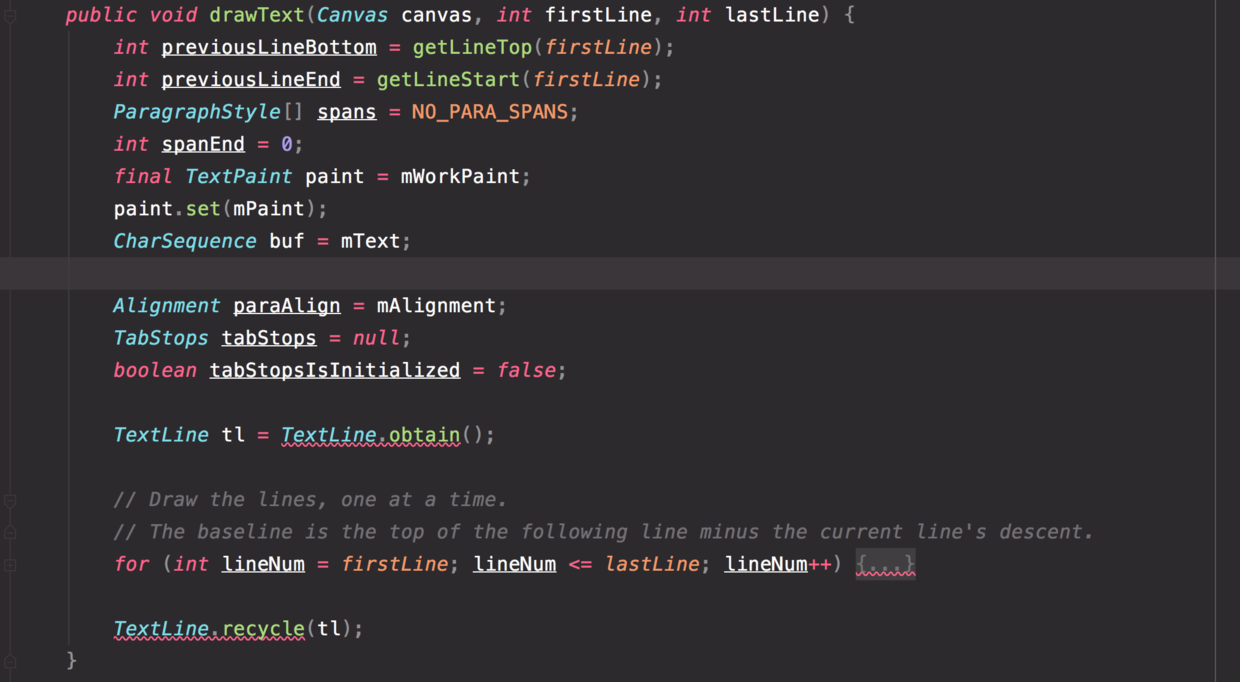 public void drawText(Canvas canvas, int firstLine, int lastLine) {
int previousLineBottom = getLineTop(firstLine);
int previousLineEnd = getLineStart(firstLine);
ParagraphStyle[] spans = NO_PARA_SPANS;
int spanEnd = 0;
final TextPaint paint = mWorkPaint;
paint.set(mPaint);
CharSequence buf = mText;
Alignment paraAlign = mAlignment;
TabStops tabStops = null;
boolean tabStopsIsInitialized = false;
TextLine tl = TextLine.obtain();
// Draw the lines, one at a time.
// The baseline is the top of the following line minus the current line's descent.
for (int lineNum = firstLine; lineNum <= lastLine; lineNum++) {...}
TextLine.recycle(tl);
}